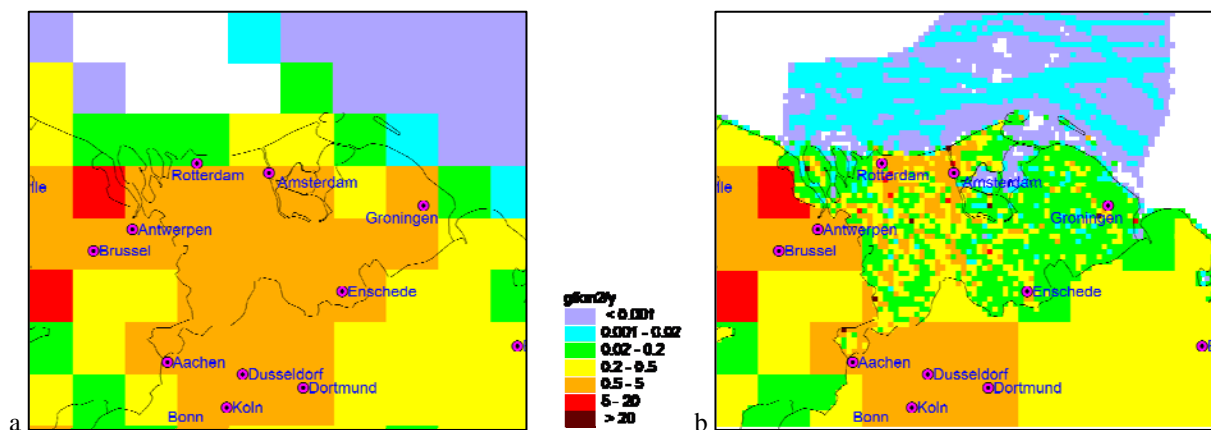 Rotterdam
Amsterdam
Groningen
Antwerpen
Brussel
Enschede
Aachen
Dusseldorf
Dortmund
Bonn
Koln
a
g/km2/y
< 0.001
0.001 - 0.02
0.02 - 0.2
0.2 - 0.5
0.5 - 5
5 - 20
> 20
Rotterdam
Amsterdam
Groningen
Antwerpen
Brussel
Enschede
Aachen
Dusseldorf
Dortmund
Bonn
Koln
b